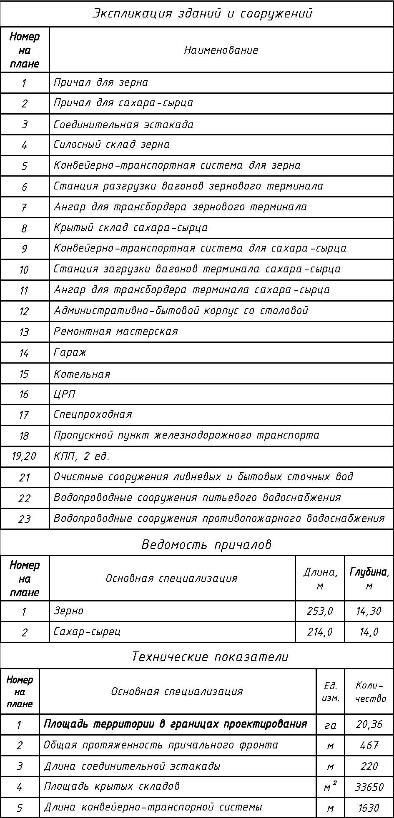 Экспликация зданий и сооружений
Номер на плане Наименование
1 Причал для зерна
2 Причал для сахара-сырца
3 Соединительная эстакада
4 Силосный склад зерна
5 Конвейерно-транспортная система для зерна
6 Станция разгрузки вагонов зернового терминала
7 Ангар для трансбордера зернового терминала
8 Крытый склад сахара-сырца
9 Конвейерно-транспортная система для сахара-сырца
10 Станция загрузки вагонов терминала сахара-сырца
11 Ангар для трансбордера терминала сахара-сырца
12 Административно-бытовой корпус со столовой
13 Ремонтная мастерская
14 Гараж
15 Котельная
16 ЦРП
17 Спецпроходная
18 Пропускной пункт железнодорожного транспорта
19,20 КПП, 2 ед.
21 Очистные сооружения ливневых и бытовых сточных вод
22 Водопроводные сооружения питьевого водоснабжения
23 Водопроводные сооружения противопожарного водоснабжения
Ведомость причалов
Номер на плане Основная специализация Длина, м Глубина, м
1 Зерно 253,0 14,30
2 Сахар-сырец 214,0 14,0
Технические показатели
Номер на плане Основная специализация Ед. изм. Коли-чество
1 Площадь территории в границах проектирования га 20,36
2 Общая протяженность причального фронта м 467
3 Длина соединительной эстакады м 220
4 Площадь крытых складов м² 33650
5 Длина конвейерно-транспорной системы м 1630